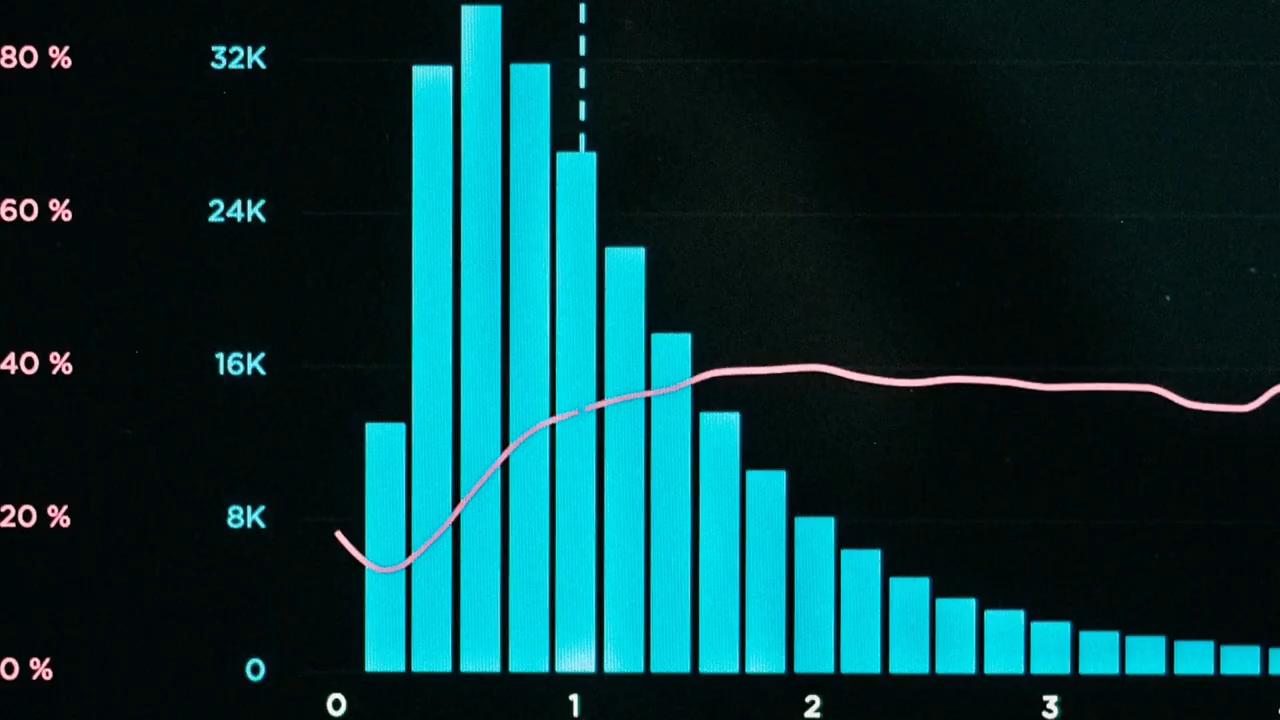 80 % 32K
60 % 24K
40 % 16K
20 % 8K
0 % 0
0 1 2 3